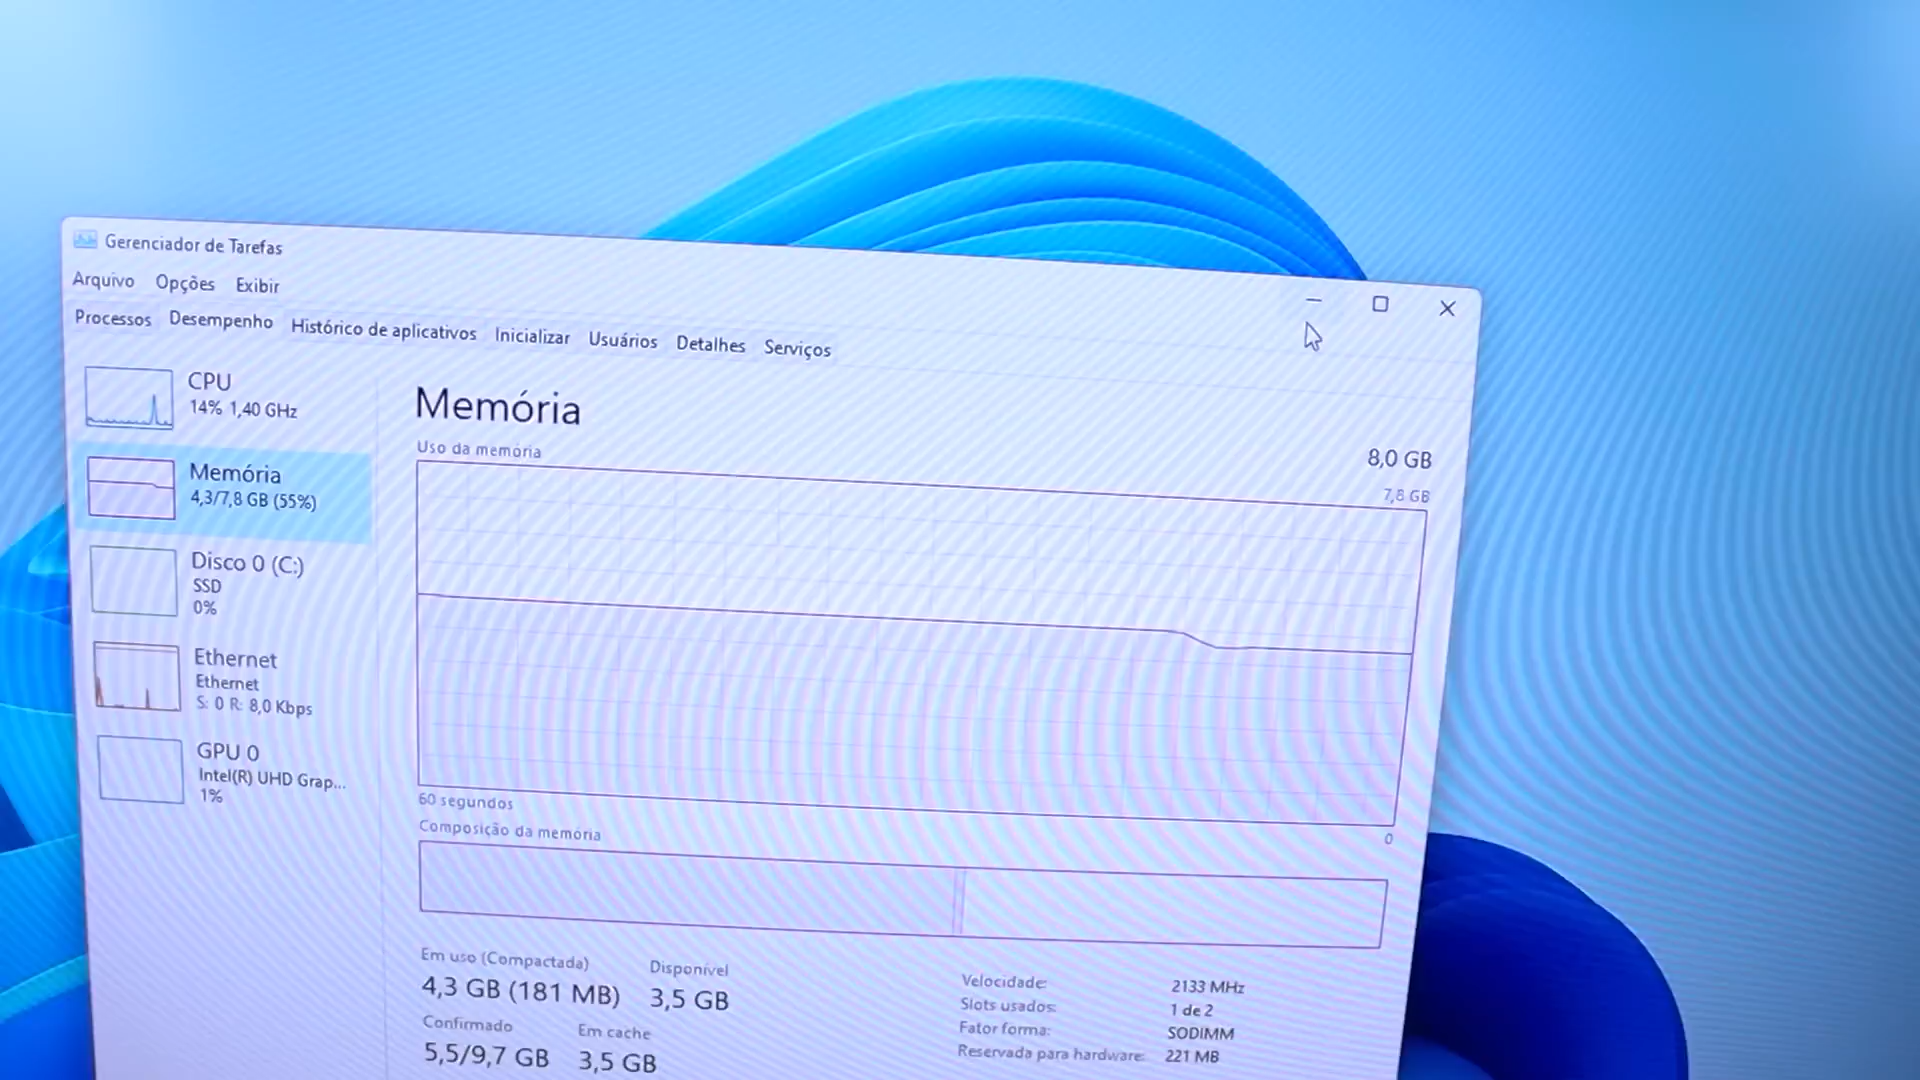 Gerenciador de Tarefas
Arquivo Opções Exibir
Processos Desempenho Histórico de aplicativos Inicializar Usuários Detalhes Serviços
CPU
14% 1,40 GHz
Memória
4,3/7,8 GB (55%)
Disco 0 (C:)
SSD
0%
Ethernet
Ethernet
S: 0 R: 8,0 Kbps
GPU 0
Intel(R) UHD Grap...
1%
Memória
8,0 GB
Uso da memória
7,8 GB
60 segundos
0
Composição da memória
Em uso (Compactada)
4,3 GB (181 MB)
Disponível
3,5 GB
Confirmado
5,5/9,7 GB
Em cache
3,5 GB
Velocidade: 2133 MHz
Slots usados: 1 de 2
Fator forma: SODIMM
Reservada para hardware: 221 MB